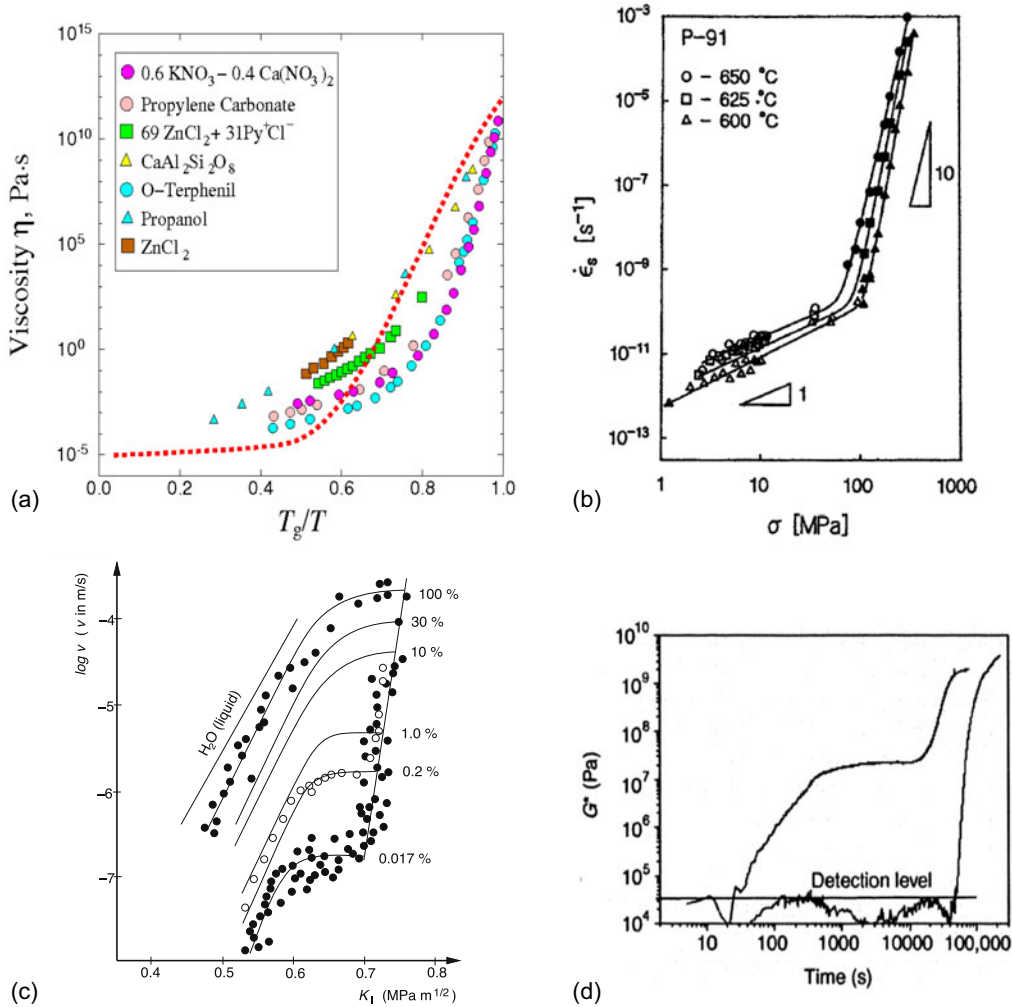 10^15
10^10
10^5
10^0
10^-5
Viscosity η, Pa·s
0.6 KNO3 − 0.4 Ca(NO3)2
Propylene Carbonate
69 ZnCl2 + 31Py+Cl−
CaAl2Si2O8
O−Terphenil
Propanol
ZnCl2
0.0 0.2 0.4 0.6 0.8 1.0
Tg/T
(a)
10^-3
10^-5
10^-7
10^-9
10^-11
10^-13
ε̇s [s^-1]
P-91
○ - 650 °C
□ - 625 °C
△ - 600 °C
10
1
1 10 100 1000
σ [MPa]
(b)
log v ( v in m/s)
-4
-5
-6
-7
H2O (liquid)
100 %
30 %
10 %
1.0 %
0.2 %
0.017 %
0.4 0.5 0.6 0.7 0.8
KI (MPa m^1/2)
(c)
10^10
10^9
10^8
10^7
10^6
10^5
10^4
G* (Pa)
Detection level
10 100 1000 10000 100,000
Time (s)
(d)